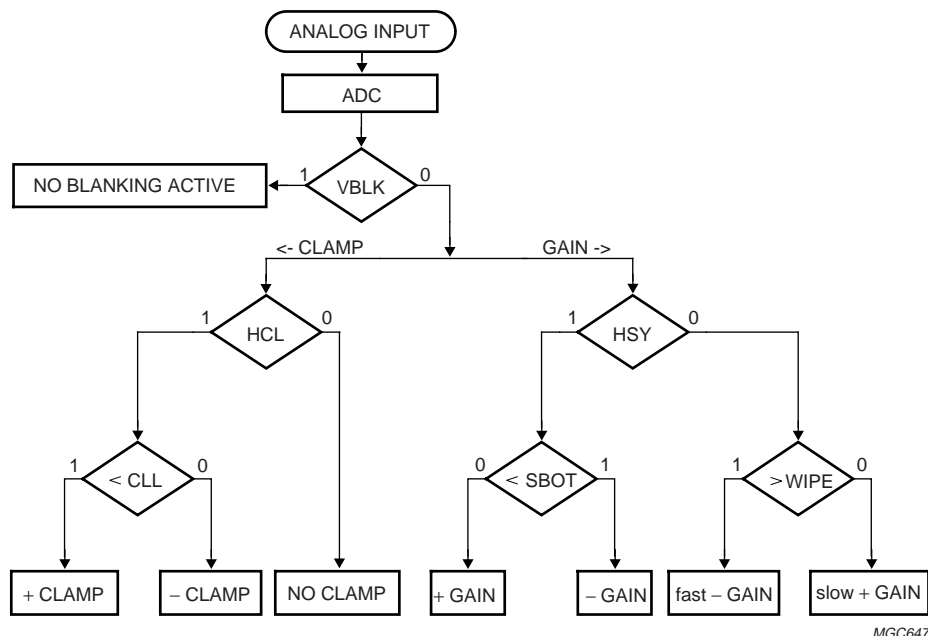 ANALOG INPUT
ADC
NO BLANKING ACTIVE
1
VBLK
0
<- CLAMP
GAIN ->
1
HCL
0
1
HSY
0
1
< CLL
0
0
< SBOT
1
1
> WIPE
0
+ CLAMP
− CLAMP
NO CLAMP
+ GAIN
− GAIN
fast − GAIN
slow + GAIN
MGC647